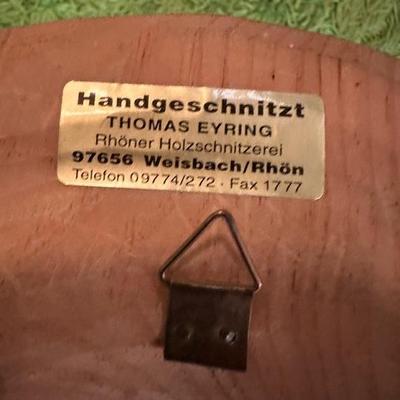 Handgeschnitzt
THOMAS EYRING
Rhöner Holzschnitzerei
97656 Weisbach/Rhön
Telefon 09774/272 · Fax 1777